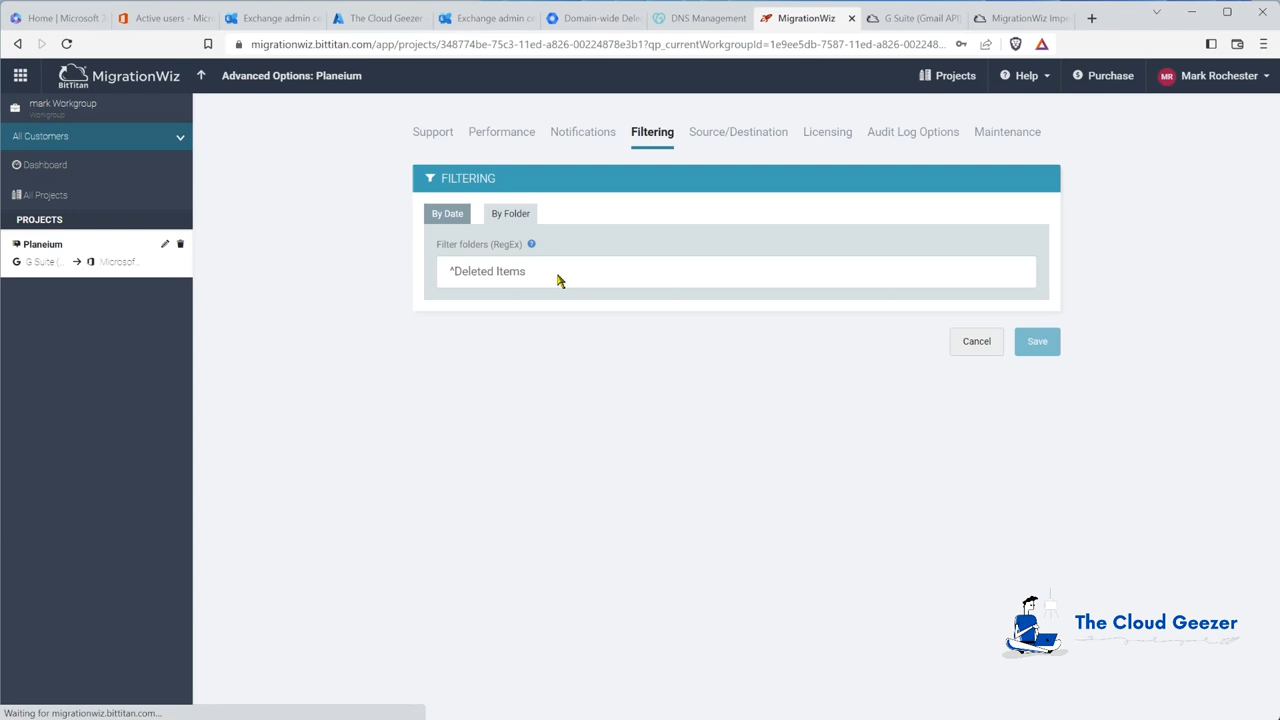 Home | Microsoft 3
Active users - Micro
Exchange admin ce
The Cloud Geezer
Exchange admin ce
Domain-wide Dele
DNS Management
MigrationWiz
G Suite (Gmail API)
MigrationWiz Impe
migrationwiz.bittitan.com/app/projects/348774be-75c3-11ed-a826-00224878e3b1?qp_currentWorkgroupId=1e9ee5db-7587-11ed-a826-002248...
BitTitan MigrationWiz
Advanced Options: Planeium
Projects
Help
Purchase
MR Mark Rochester
mark Workgroup
Workgroup
All Customers
Dashboard
All Projects
PROJECTS
Planeium
G Suite (... Microsof...
Support Performance Notifications Filtering Source/Destination Licensing Audit Log Options Maintenance
FILTERING
By Date By Folder
Filter folders (RegEx) ?
^Deleted Items
Cancel Save
The Cloud Geezer
Waiting for migrationwiz.bittitan.com...